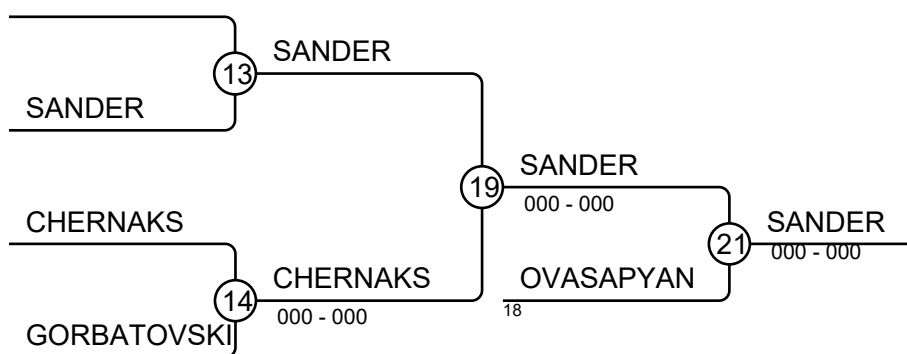 SANDER
13
SANDER
SANDER
19
000 - 000
CHERNAKS
SANDER
21
000 - 000
CHERNAKS
OVASAPYAN
14
000 - 000
18
GORBATOVSKI